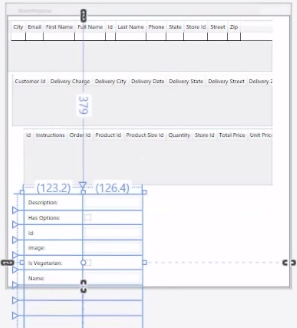 City Email First Name Full Name Id Last Name Phone State Store Id Street Zip
Customer Id Delivery Charge Delivery City Delivery Date Delivery State Delivery Street Delivery Z
379
Id Instructions Order Id Product Id Product Size Id Quantity Store Id Total Price Unit Pric
(123.2) (126.4)
Description:
Has Options:
Id
Image:
Is Vegetarian:
Name: